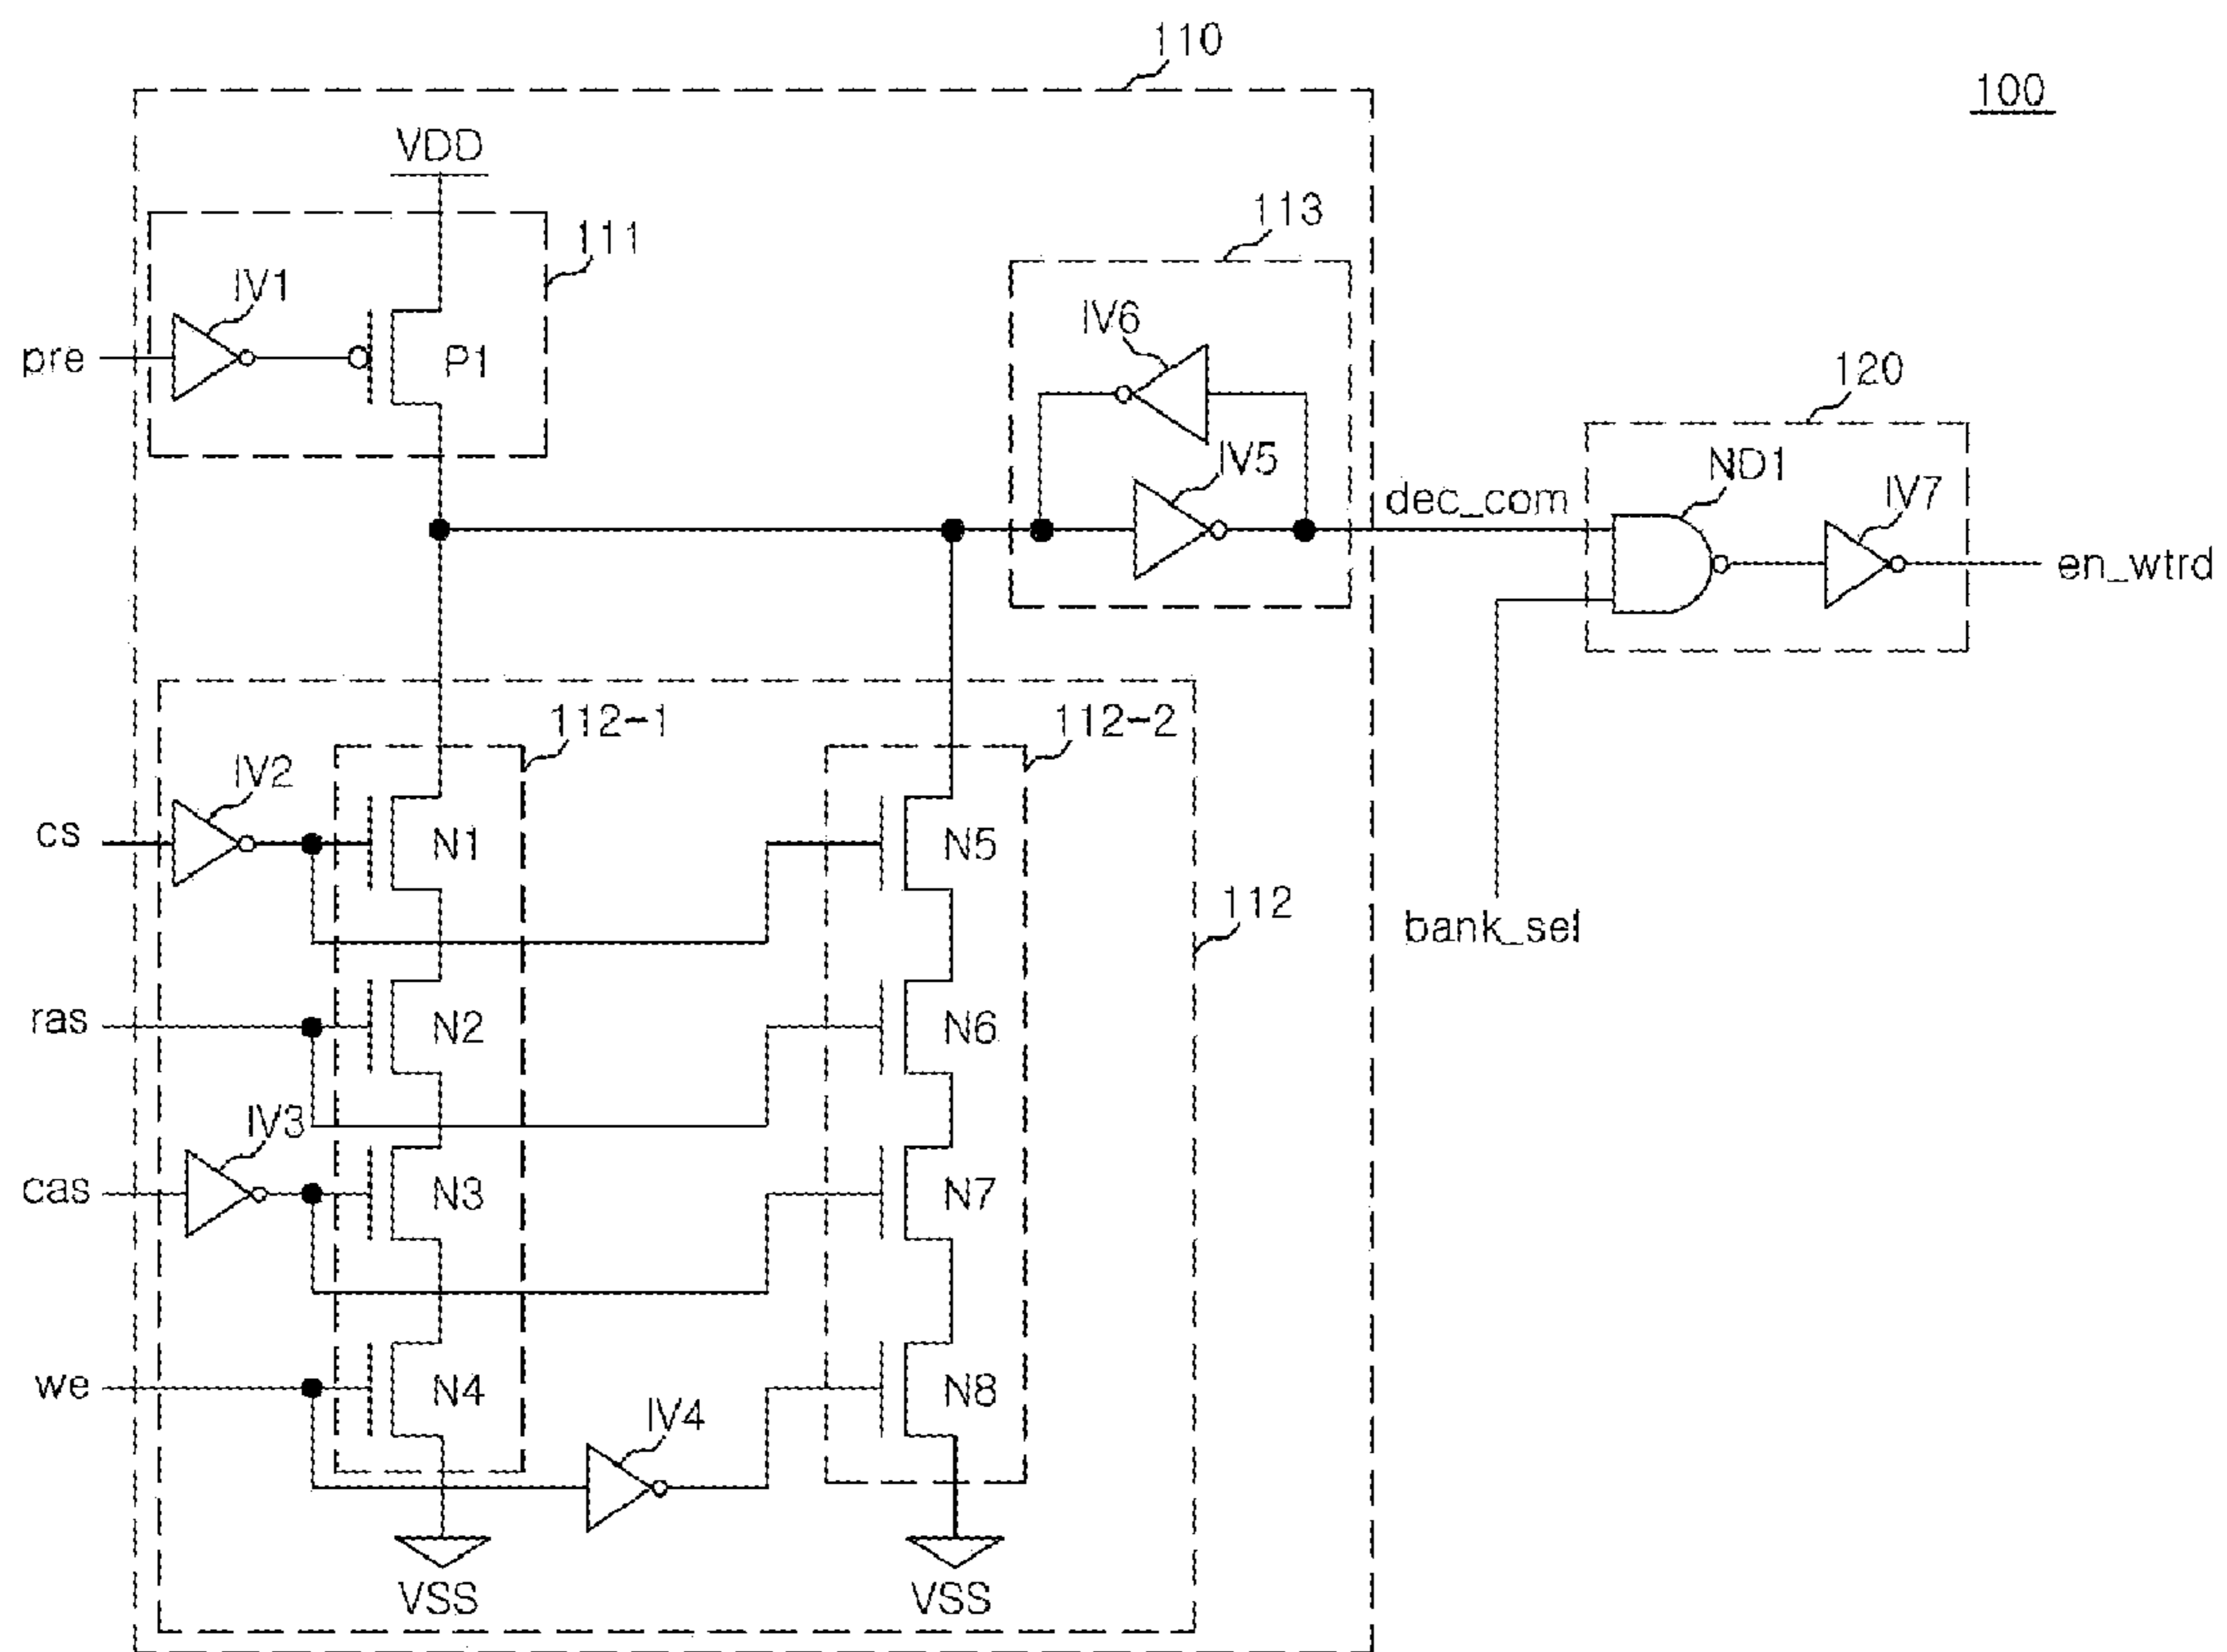 110
100
VDD
111
113
IV1
IV6
pre
P1
120
IV5
ND1
dec_com
IV7
en_wtrd
112-1
112-2
IV2
cs
N1
N5
112
bank_sel
ras
N2
N6
IV3
cas
N3
N7
we
N4
N8
IV4
VSS
VSS